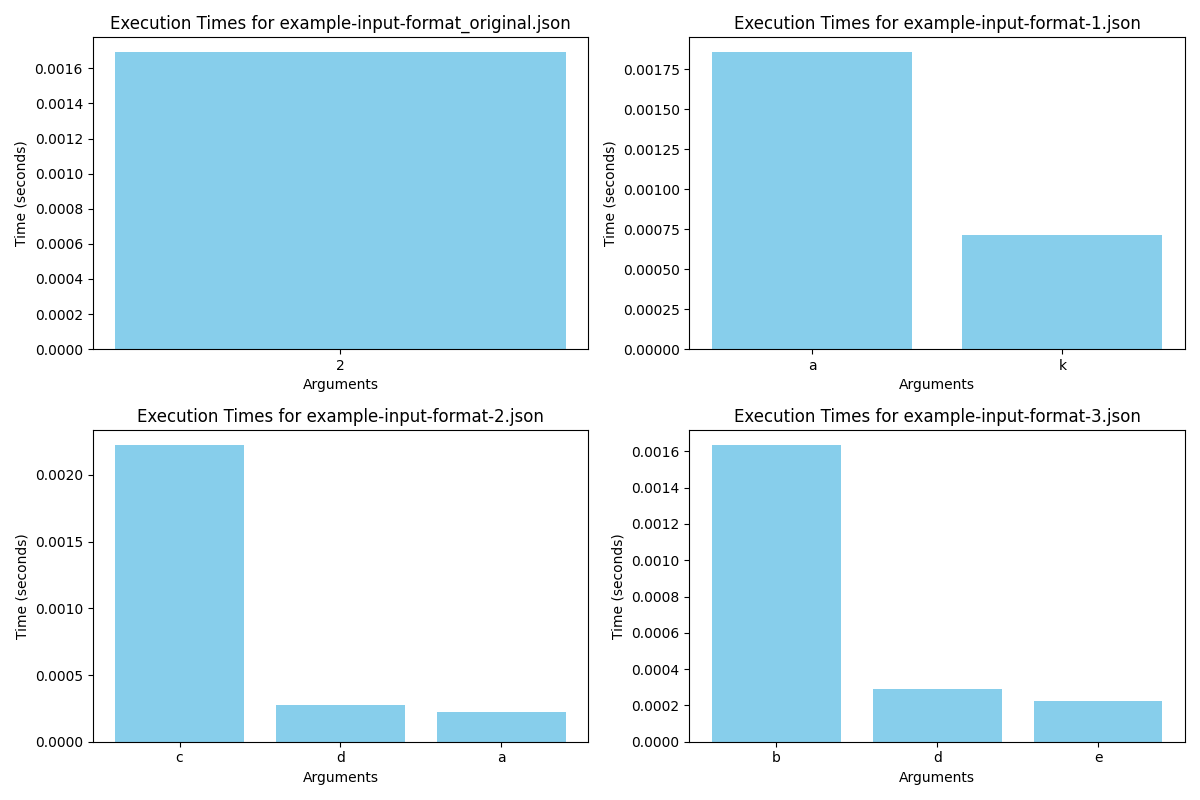 Execution Times for example-input-format_original.json
Time (seconds)
0.0016
0.0014
0.0012
0.0010
0.0008
0.0006
0.0004
0.0002
0.0000
2
Arguments
Execution Times for example-input-format-1.json
Time (seconds)
0.00175
0.00150
0.00125
0.00100
0.00075
0.00050
0.00025
0.00000
a k
Arguments
Execution Times for example-input-format-2.json
Time (seconds)
0.0020
0.0015
0.0010
0.0005
0.0000
c d a
Arguments
Execution Times for example-input-format-3.json
Time (seconds)
0.0016
0.0014
0.0012
0.0010
0.0008
0.0006
0.0004
0.0002
0.0000
b d e
Arguments